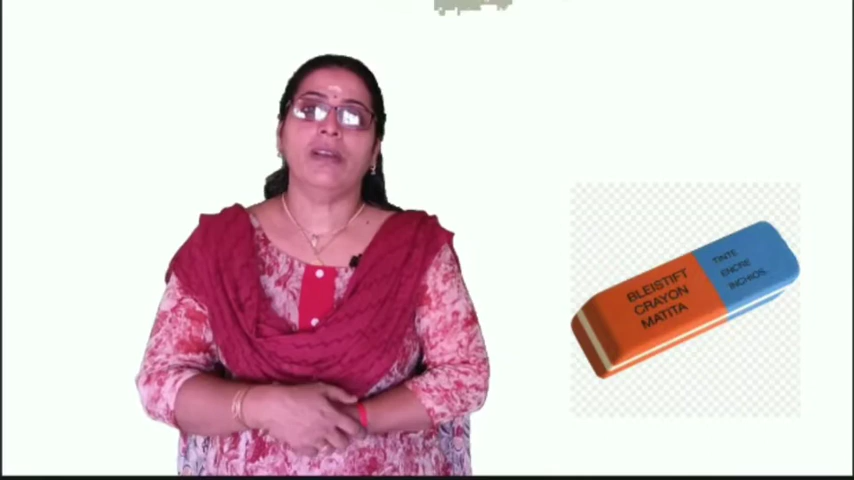 BLEISTIFT
CRAYON
MATITA
TINTE
ENCRE
INCHIOS.